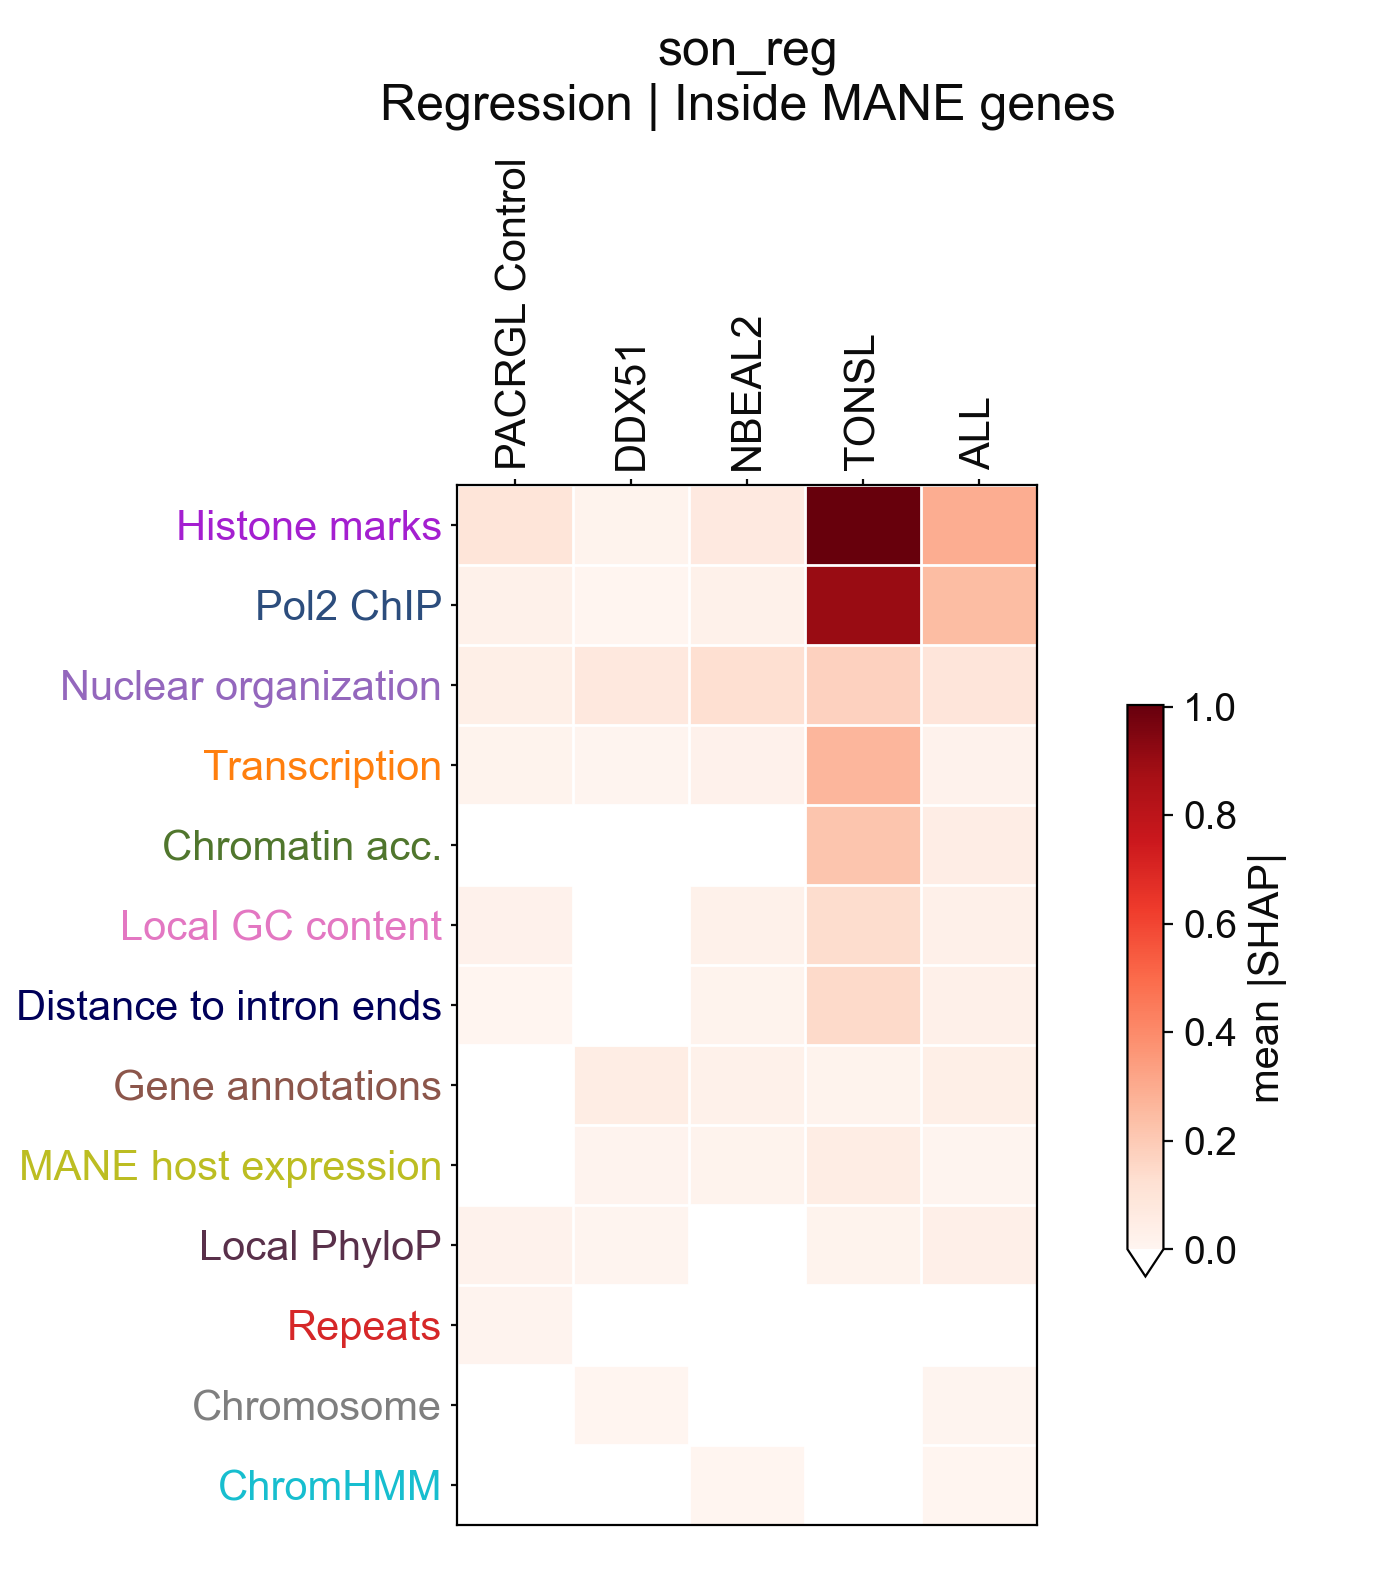 son_reg
Regression | Inside MANE genes
PACRGL Control
DDX51
NBEAL2
TONSL
ALL
Histone marks
Pol2 ChIP
Nuclear organization
Transcription
Chromatin acc.
Local GC content
Distance to intron ends
Gene annotations
MANE host expression
Local PhyloP
Repeats
Chromosome
ChromHMM
1.0
0.8
0.6
0.4
0.2
0.0
mean |SHAP|